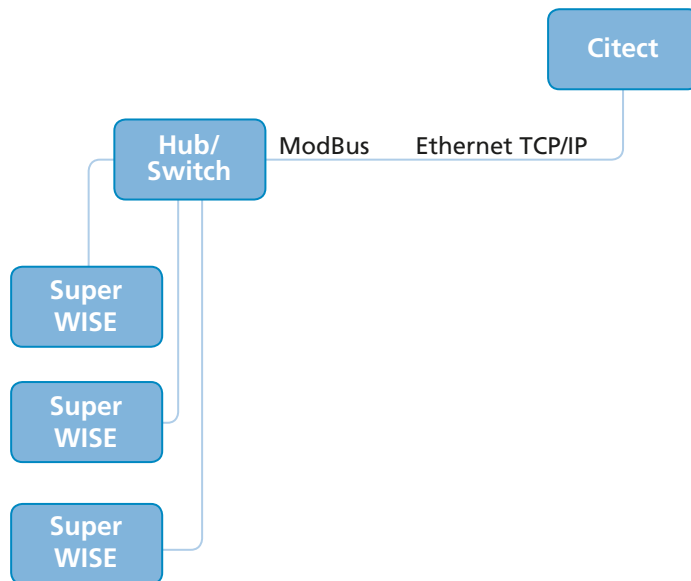 Citect
Hub/
Switch
ModBus
Ethernet TCP/IP
Super
WISE
Super
WISE
Super
WISE